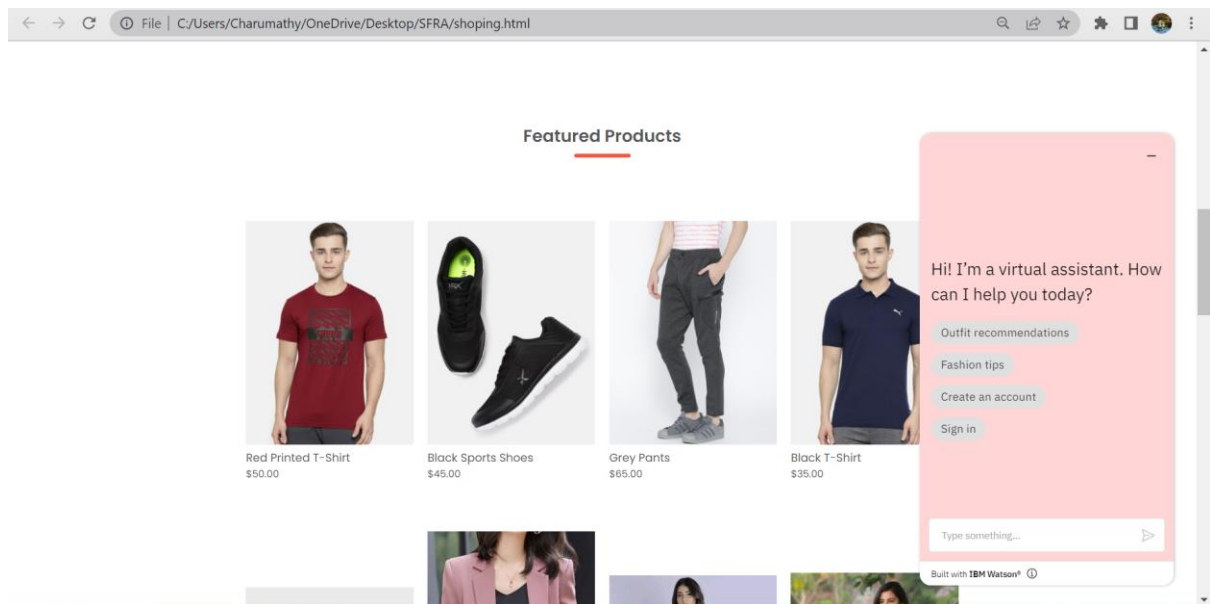 File | C:/Users/Charumathy/OneDrive/Desktop/SFRA/shoping.html
Featured Products
Red Printed T-Shirt
$50.00
Black Sports Shoes
$45.00
Grey Pants
$65.00
Black T-Shirt
$35.00
Hi! I'm a virtual assistant. How
can I help you today?
Outfit recommendations
Fashion tips
Create an account
Sign in
Type something...
Built with IBM Watson®